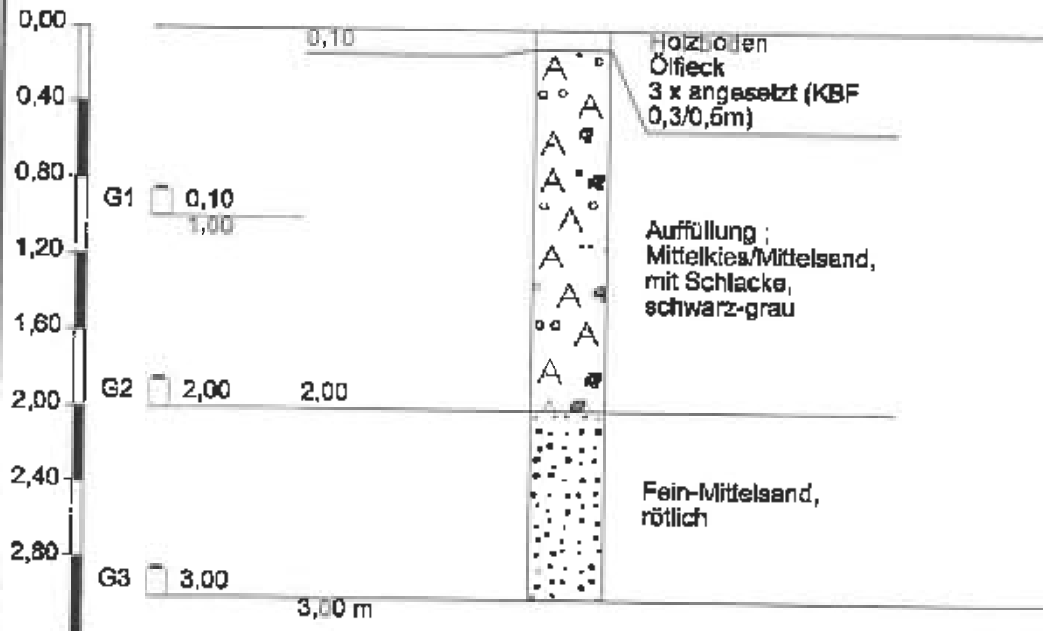 0,00
0,10
Holzboden
Ölfleck
3 x angesetzt (KBF
0,3/0,5m)
0,40
0,80
G1 0,10
1,00
1,20
Auffüllung ;
Mittelkies/Mittelsand,
mit Schlacke,
schwarz-grau
1,60
G2 2,00 2,00
2,00
2,40
Fein-Mittelsand,
rötlich
2,80
G3 3,00
3,00 m